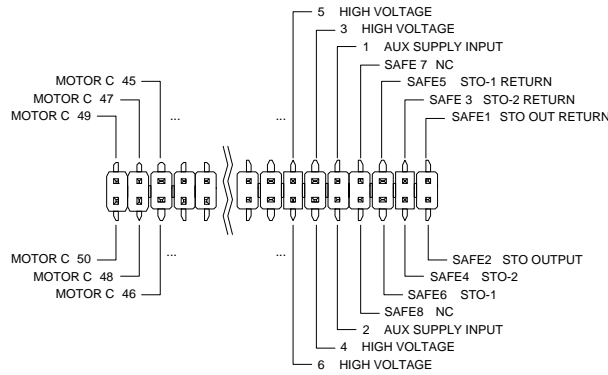 5 HIGH VOLTAGE
3 HIGH VOLTAGE
1 AUX SUPPLY INPUT
SAFE 7 NC
MOTOR C 45
SAFE5 STO-1 RETURN
MOTOR C 47
SAFE 3 STO-2 RETURN
MOTOR C 49
...
...
SAFE1 STO OUT RETURN
...
...
MOTOR C 50
SAFE2 STO OUTPUT
MOTOR C 48
SAFE4 STO-2
MOTOR C 46
SAFE6 STO-1
SAFE8 NC
2 AUX SUPPLY INPUT
4 HIGH VOLTAGE
6 HIGH VOLTAGE